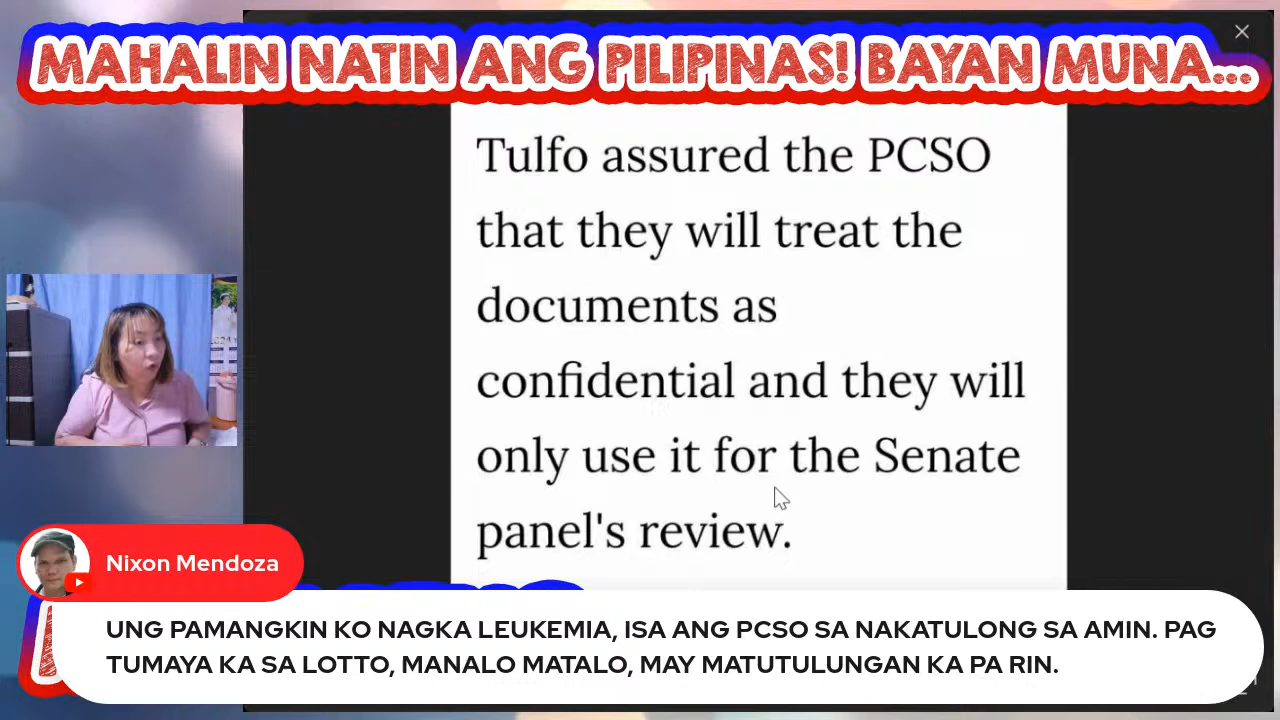 MAHALIN NATIN ANG PILIPINAS! BAYAN MUNA...
Tulfo assured the PCSO
that they will treat the
documents as
confidential and they will
only use it for the Senate
panel's review.
Nixon Mendoza
UNG PAMANGKIN KO NAGKA LEUKEMIA, ISA ANG PCSO SA NAKATULONG SA AMIN. PAG
TUMAYA KA SA LOTTO, MANALO MATALO, MAY MATUTULUNGAN KA PA RIN.